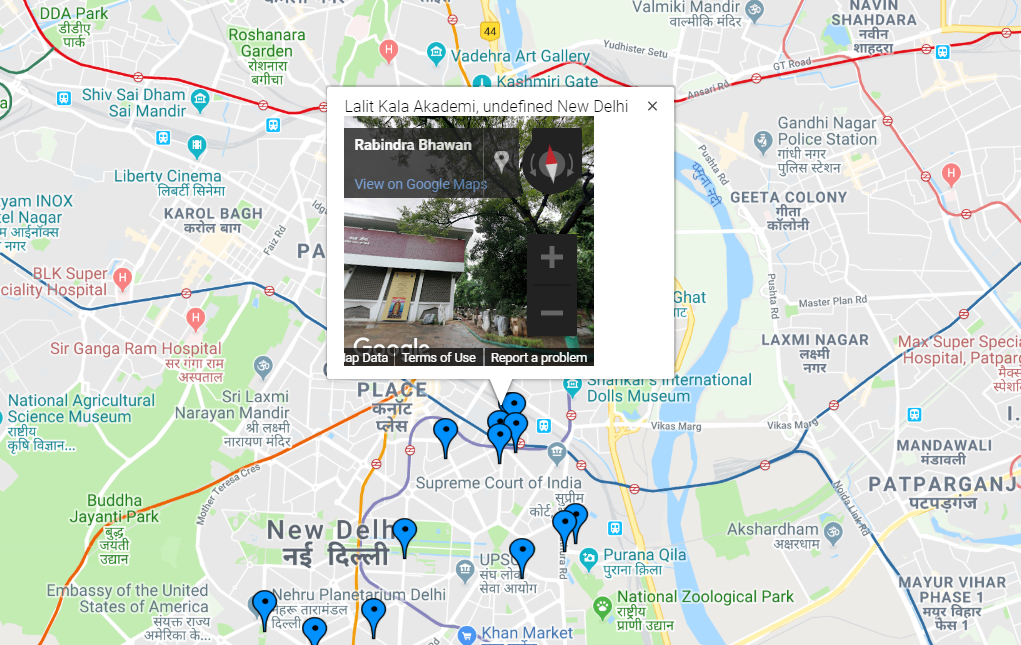 DDA Park
डीडीए
पार्क
Roshanara
Garden
रोशनारा
बगीचा
H
44
Vadehra Art Gallery
Kashmiri Gate
Yudhister Setu
Valmiki Mandir
वाल्मीकि मंदिर
NAVIN
SHAHDARA
नवीन
शाहदरा
GT Road
Ansari Rd
Shiv Sai Dham
Sai Mandir
Lalit Kala Akademi, undefined New Delhi
Rabindra Bhawan
View on Google Maps
Google
Map Data
Terms of Use
Report a problem
Gandhi Nagar
Police Station
गांधी नगर
पुलिस स्टेशन
Pushta Rd
यमुना नदी
H
GEETA COLONY
गीता
कॉलोनी
Liberty Cinema
लिबर्टी सिनेमा
KAROL BAGH
करोल बाग
Faiz Rd
yam INOX
tel Nagar
नगर
BLK Super
ciality Hospital
H
H
Sir Ganga Ram Hospital
सर गंगा राम
अस्पताल
Ghat
Pushta Rd
Master Plan Rd
LAXMI NAGAR
लक्ष्मी
नगर
Max Super Specia
Hospital, Patparg
National Agricultural
Science Museum
राष्ट्रीय
कृषि विज्ञान...
Sri Laxmi
Narayan Mandir
श्री लक्ष्मी
नारायण मंदिर
PLACE
कनॉट
प्लेस
Shankar's International
Dolls Museum
Vikas Marg
Vikas Marg
MANDAWALI
मंडावली
PATPARGANJ
पटपड़गंज
Noida Link Rd
Mother Teresa Cres
Supreme Court of India
सुप्रीम
कोर्ट
Buddha
Jayanti Park
बुद्ध
जयंती
उद्यान
New Delh
नई दिल्ली
UPSC
संघ लोक
सेवा आयोग
Purana Qila
पुराना क़िला
Akshardham
अक्षरधाम
MAYUR VIHAR
PHASE 1
मयूर विहार
फेस 1
Embassy of the United
States of America
संयुक्त राज्य
अमेरिका के...
Nehru Planetarium Delhi
नेहरू तारामंडल
दिल्ली
National Zoological Park
राष्ट्रीय
प्राणी उद्यान
Khan Market